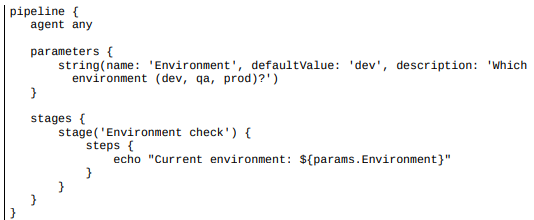 pipeline {
   agent any

   parameters {
       string(name: 'Environment', defaultValue: 'dev', description: 'Which
         environment (dev, qa, prod)?')
   }

   stages {
       stage('Environment check') {
           steps {
               echo "Current environment: ${params.Environment}"
           }
       }
   }
}